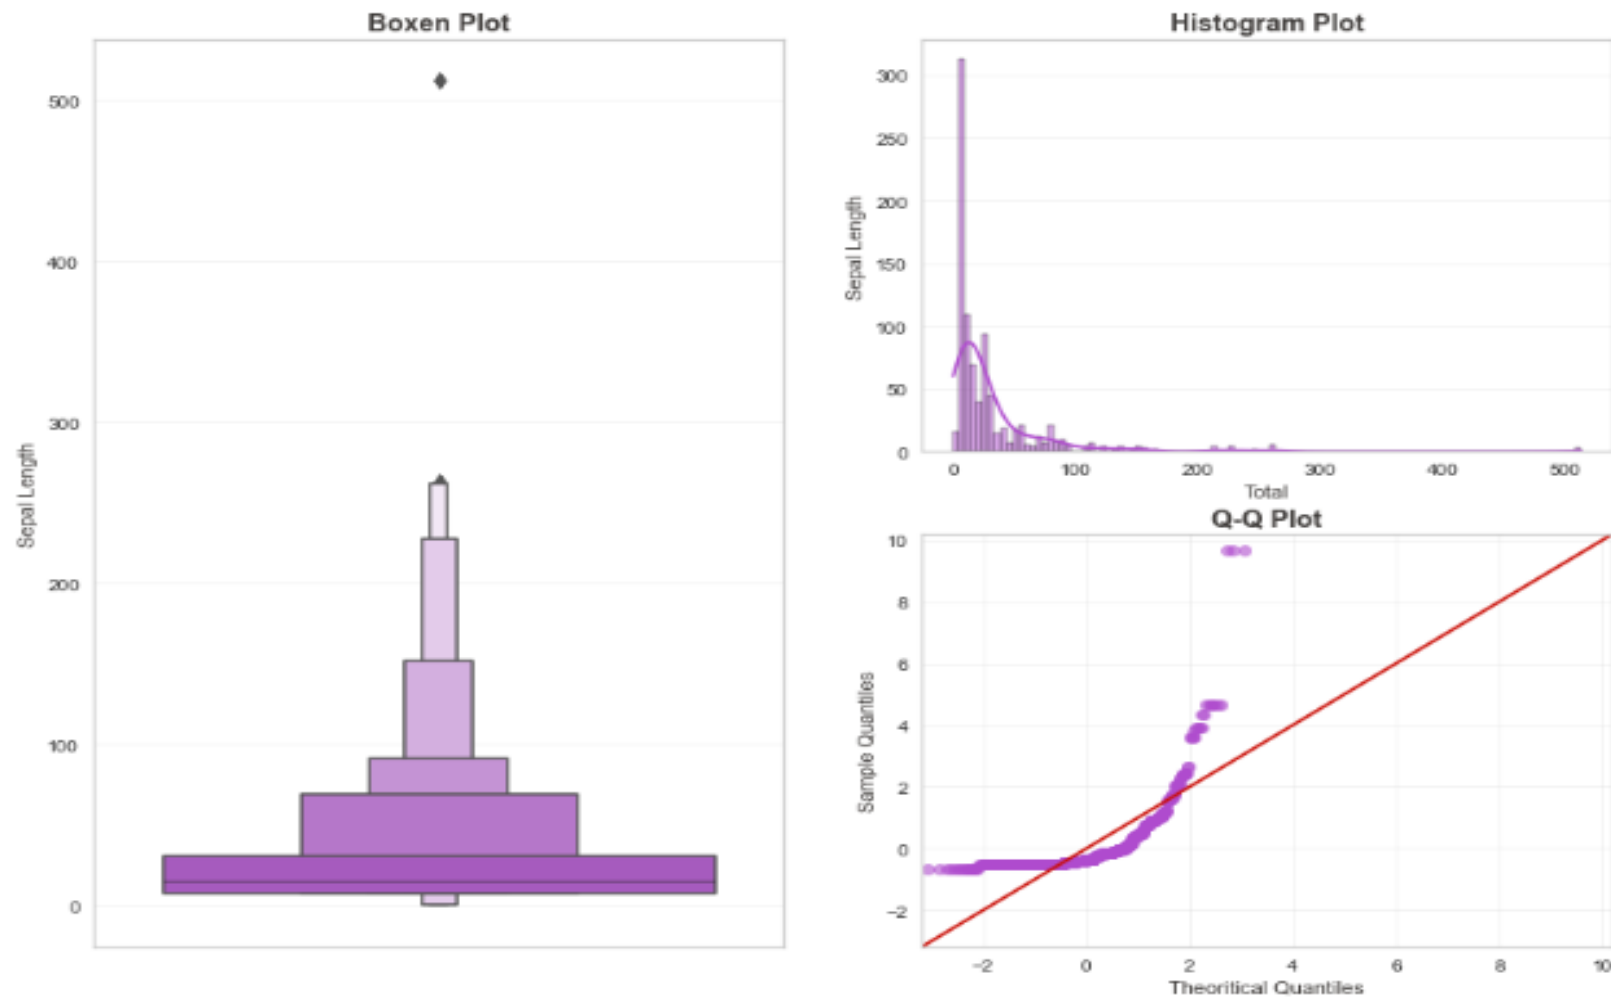 Boxen Plot
500
400
300
200
100
0
Sepal Length
Histogram Plot
300
250
200
150
100
50
0
Sepal Length
0 100 200 300 400 500
Total
Q-Q Plot
10
8
6
4
2
0
−2
Sample Quantiles
−2 0 2 4 6 8 10
Theoritical Quantiles